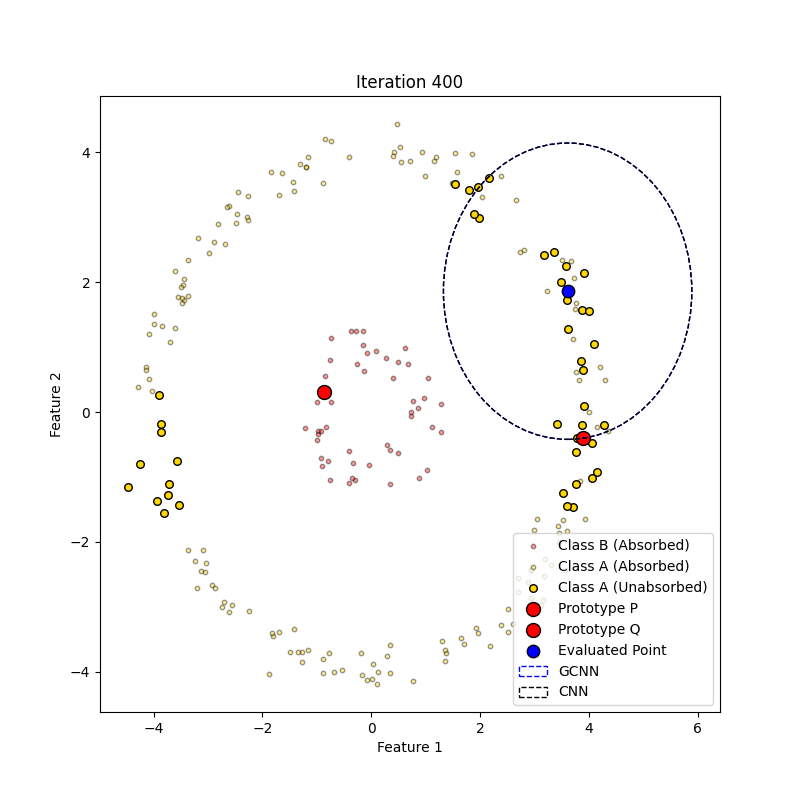 Iteration 400
Feature 2
4
2
0
−2
−4
−4
−2
0
2
4
6
Feature 1
Class B (Absorbed)
Class A (Absorbed)
Class A (Unabsorbed)
Prototype P
Prototype Q
Evaluated Point
GCNN
CNN